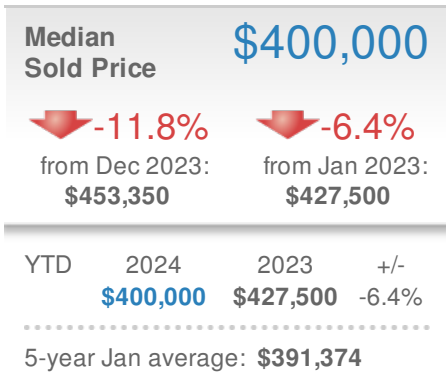 Median $400,000
Sold Price
-11.8% -6.4%
from Dec 2023: from Jan 2023:
$453,350 $427,500
YTD 2024 2023 +/-
$400,000 $427,500 -6.4%
5-year Jan average: $391,374